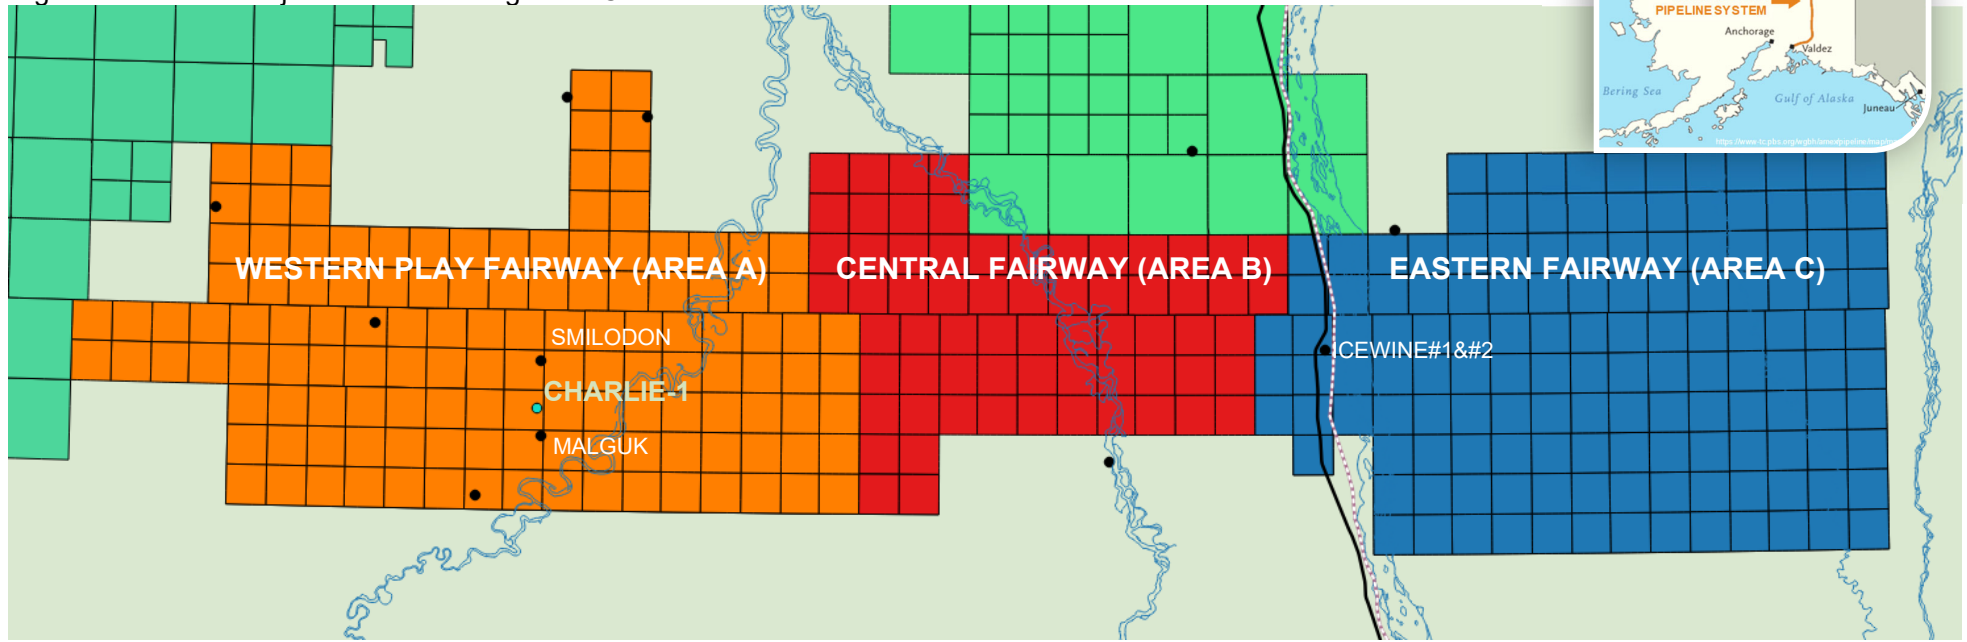 PIPELINE SYSTEM
Anchorage
Valdez
Bering Sea
Gulf of Alaska
Juneau
WESTERN PLAY FAIRWAY (AREA A)
CENTRAL FAIRWAY (AREA B)
EASTERN FAIRWAY (AREA C)
SMILODON
ICEWINE#1&#2
CHARLIE-1
MALGUK